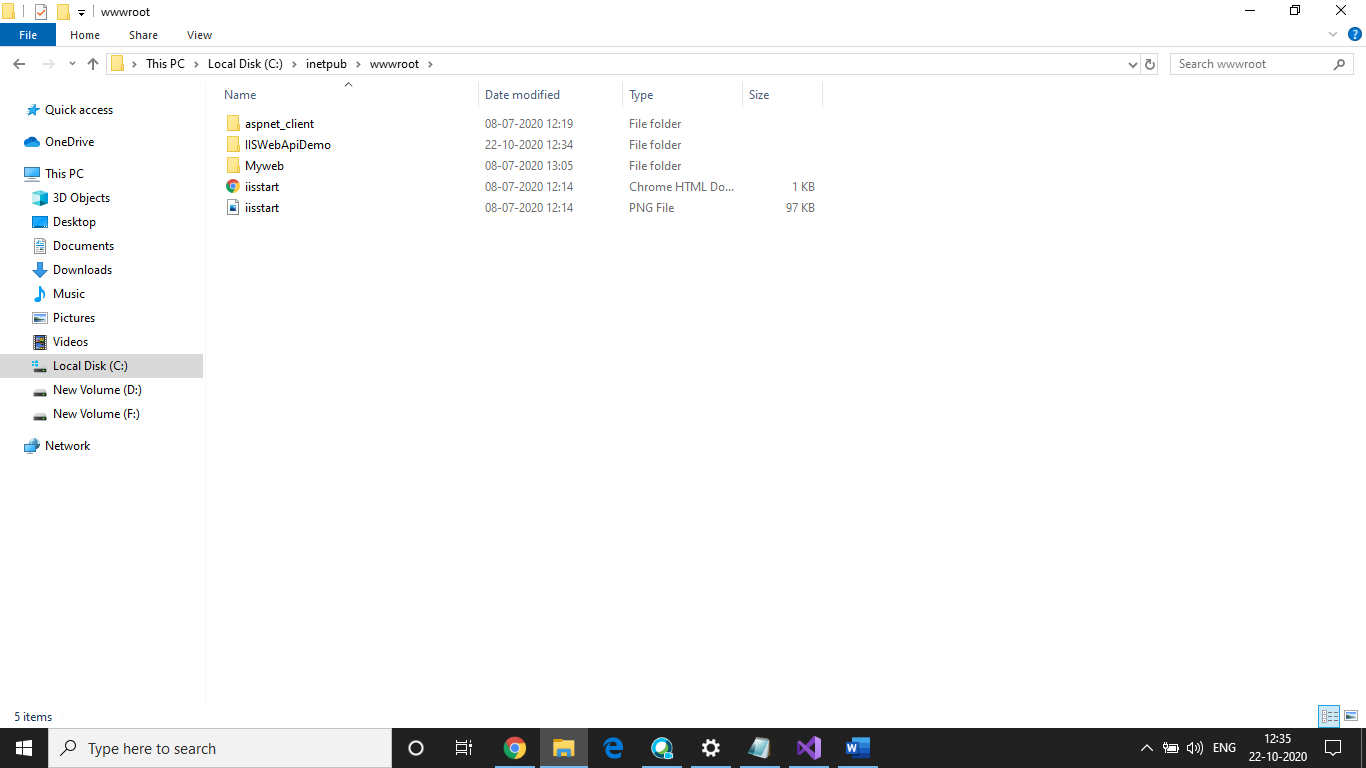 wwwroot
File Home Share View
This PC Local Disk (C:) inetpub wwwroot
Search wwwroot
Name Date modified Type Size
aspnet_client 08-07-2020 12:19 File folder
IISWebApiDemo 22-10-2020 12:34 File folder
Myweb 08-07-2020 13:05 File folder
iisstart 08-07-2020 12:14 Chrome HTML Do... 1 KB
iisstart 08-07-2020 12:14 PNG File 97 KB
Quick access
OneDrive
This PC
3D Objects
Desktop
Documents
Downloads
Music
Pictures
Videos
Local Disk (C:)
New Volume (D:)
New Volume (F:)
Network
5 items
Type here to search
ENG
12:35
22-10-2020